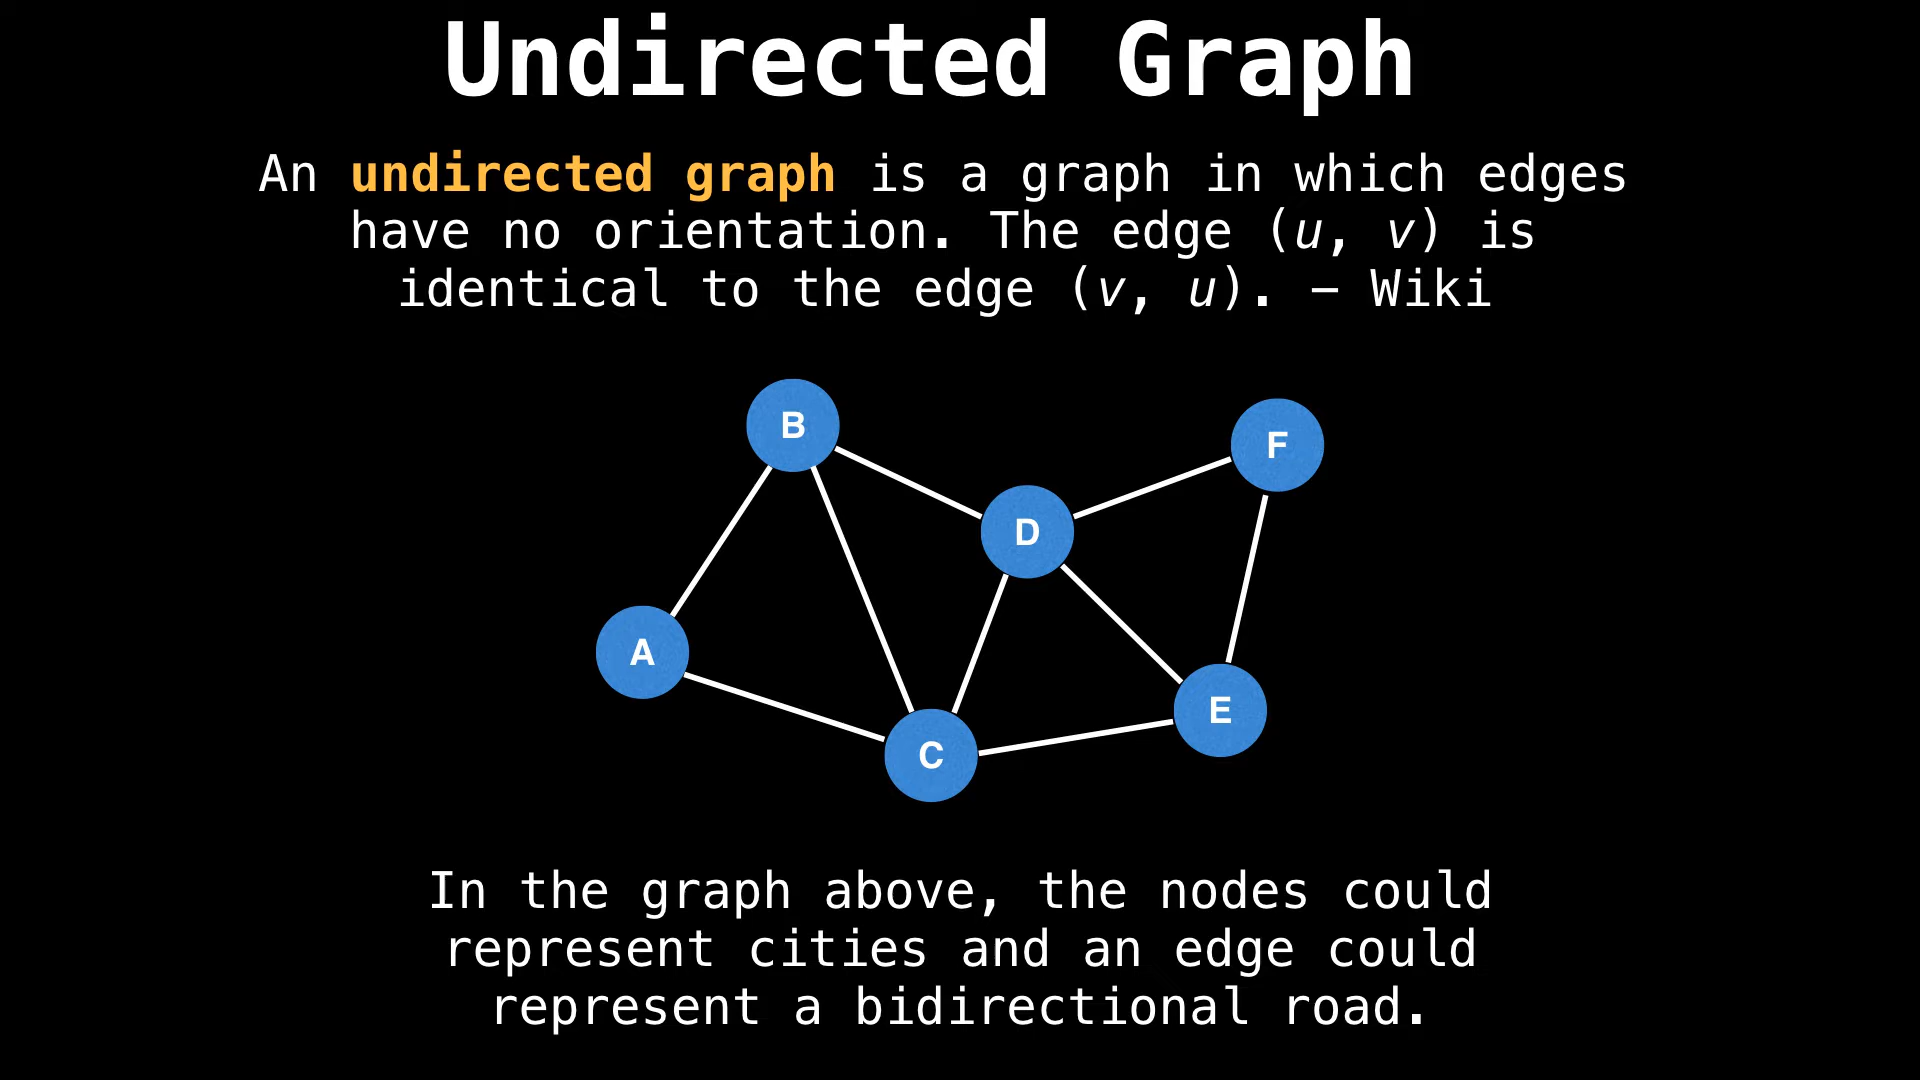 Undirected Graph
An undirected graph is a graph in which edges
have no orientation. The edge (u, v) is
identical to the edge (v, u). – Wiki
B
F
D
A
E
C
In the graph above, the nodes could
represent cities and an edge could
represent a bidirectional road.